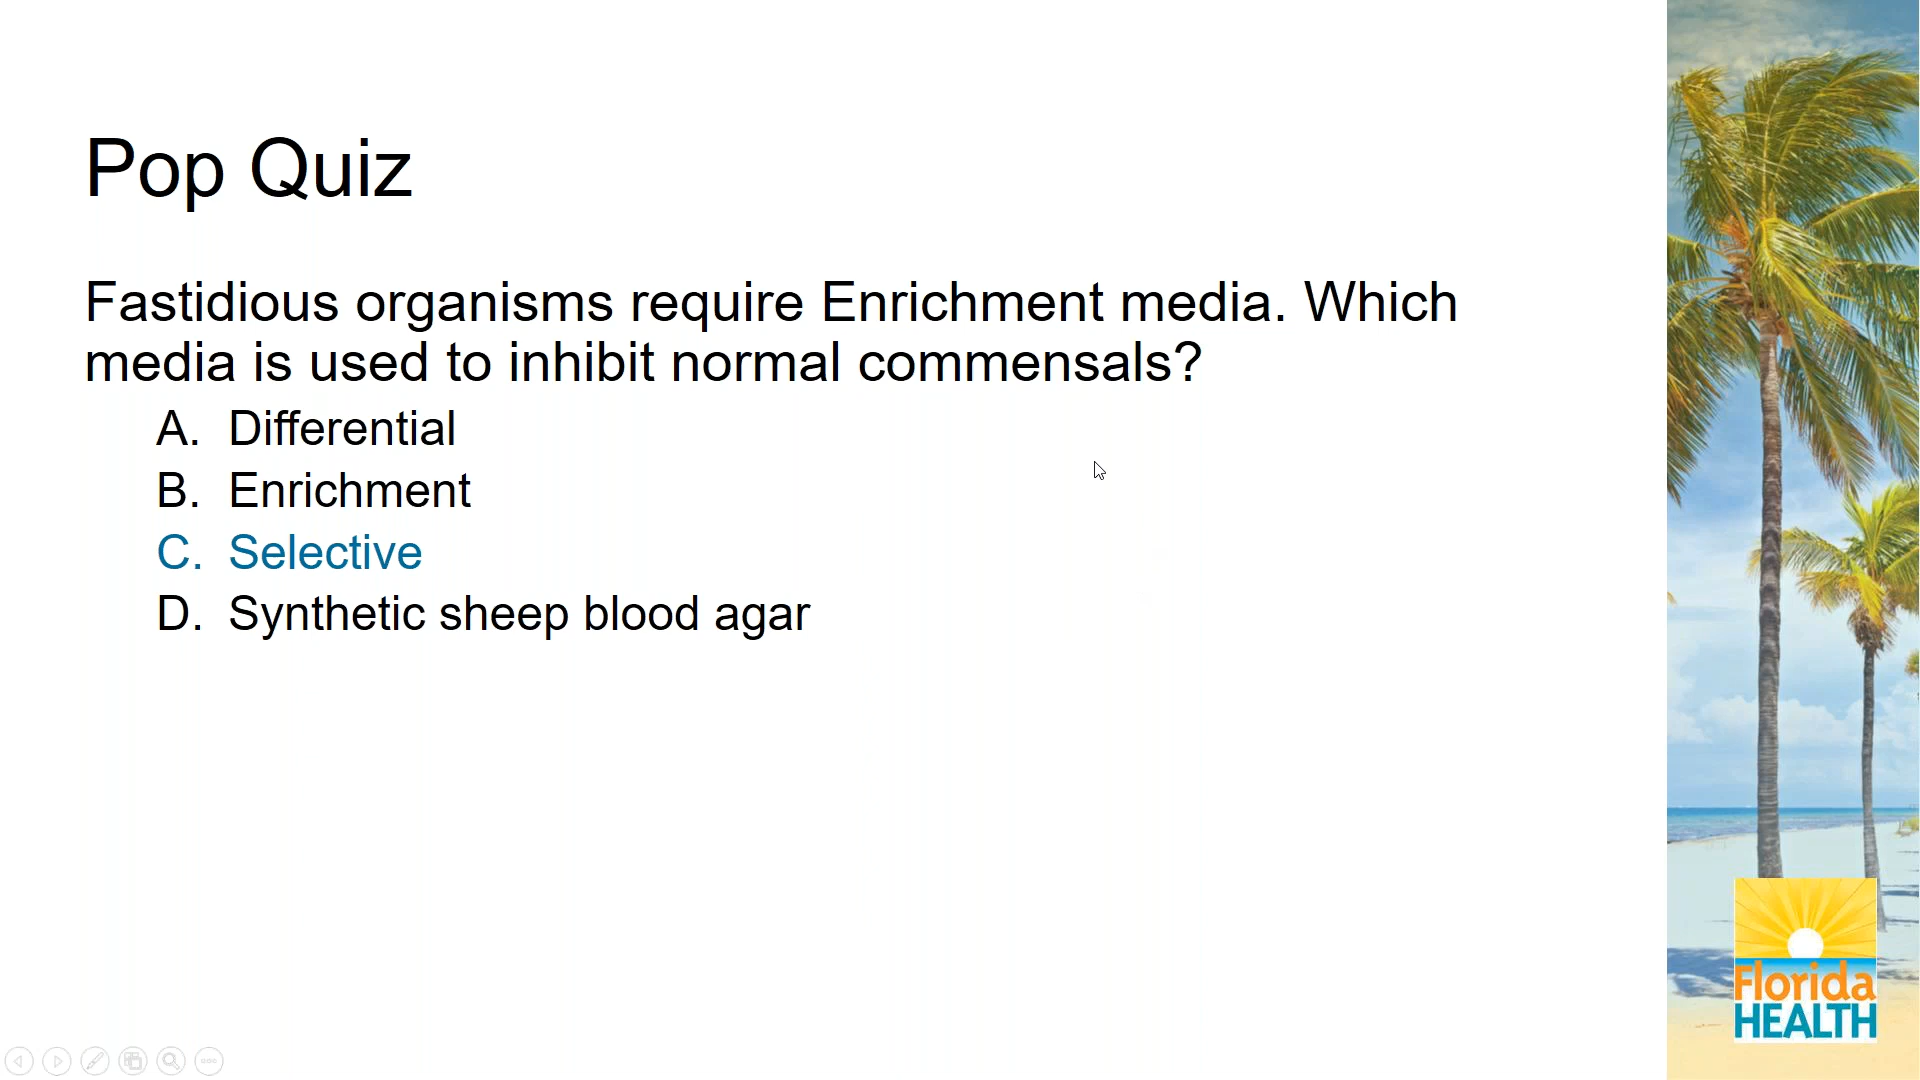 Pop Quiz
Fastidious organisms require Enrichment media. Which
media is used to inhibit normal commensals?
A. Differential
B. Enrichment
C. Selective
D. Synthetic sheep blood agar
Florida
HEALTH